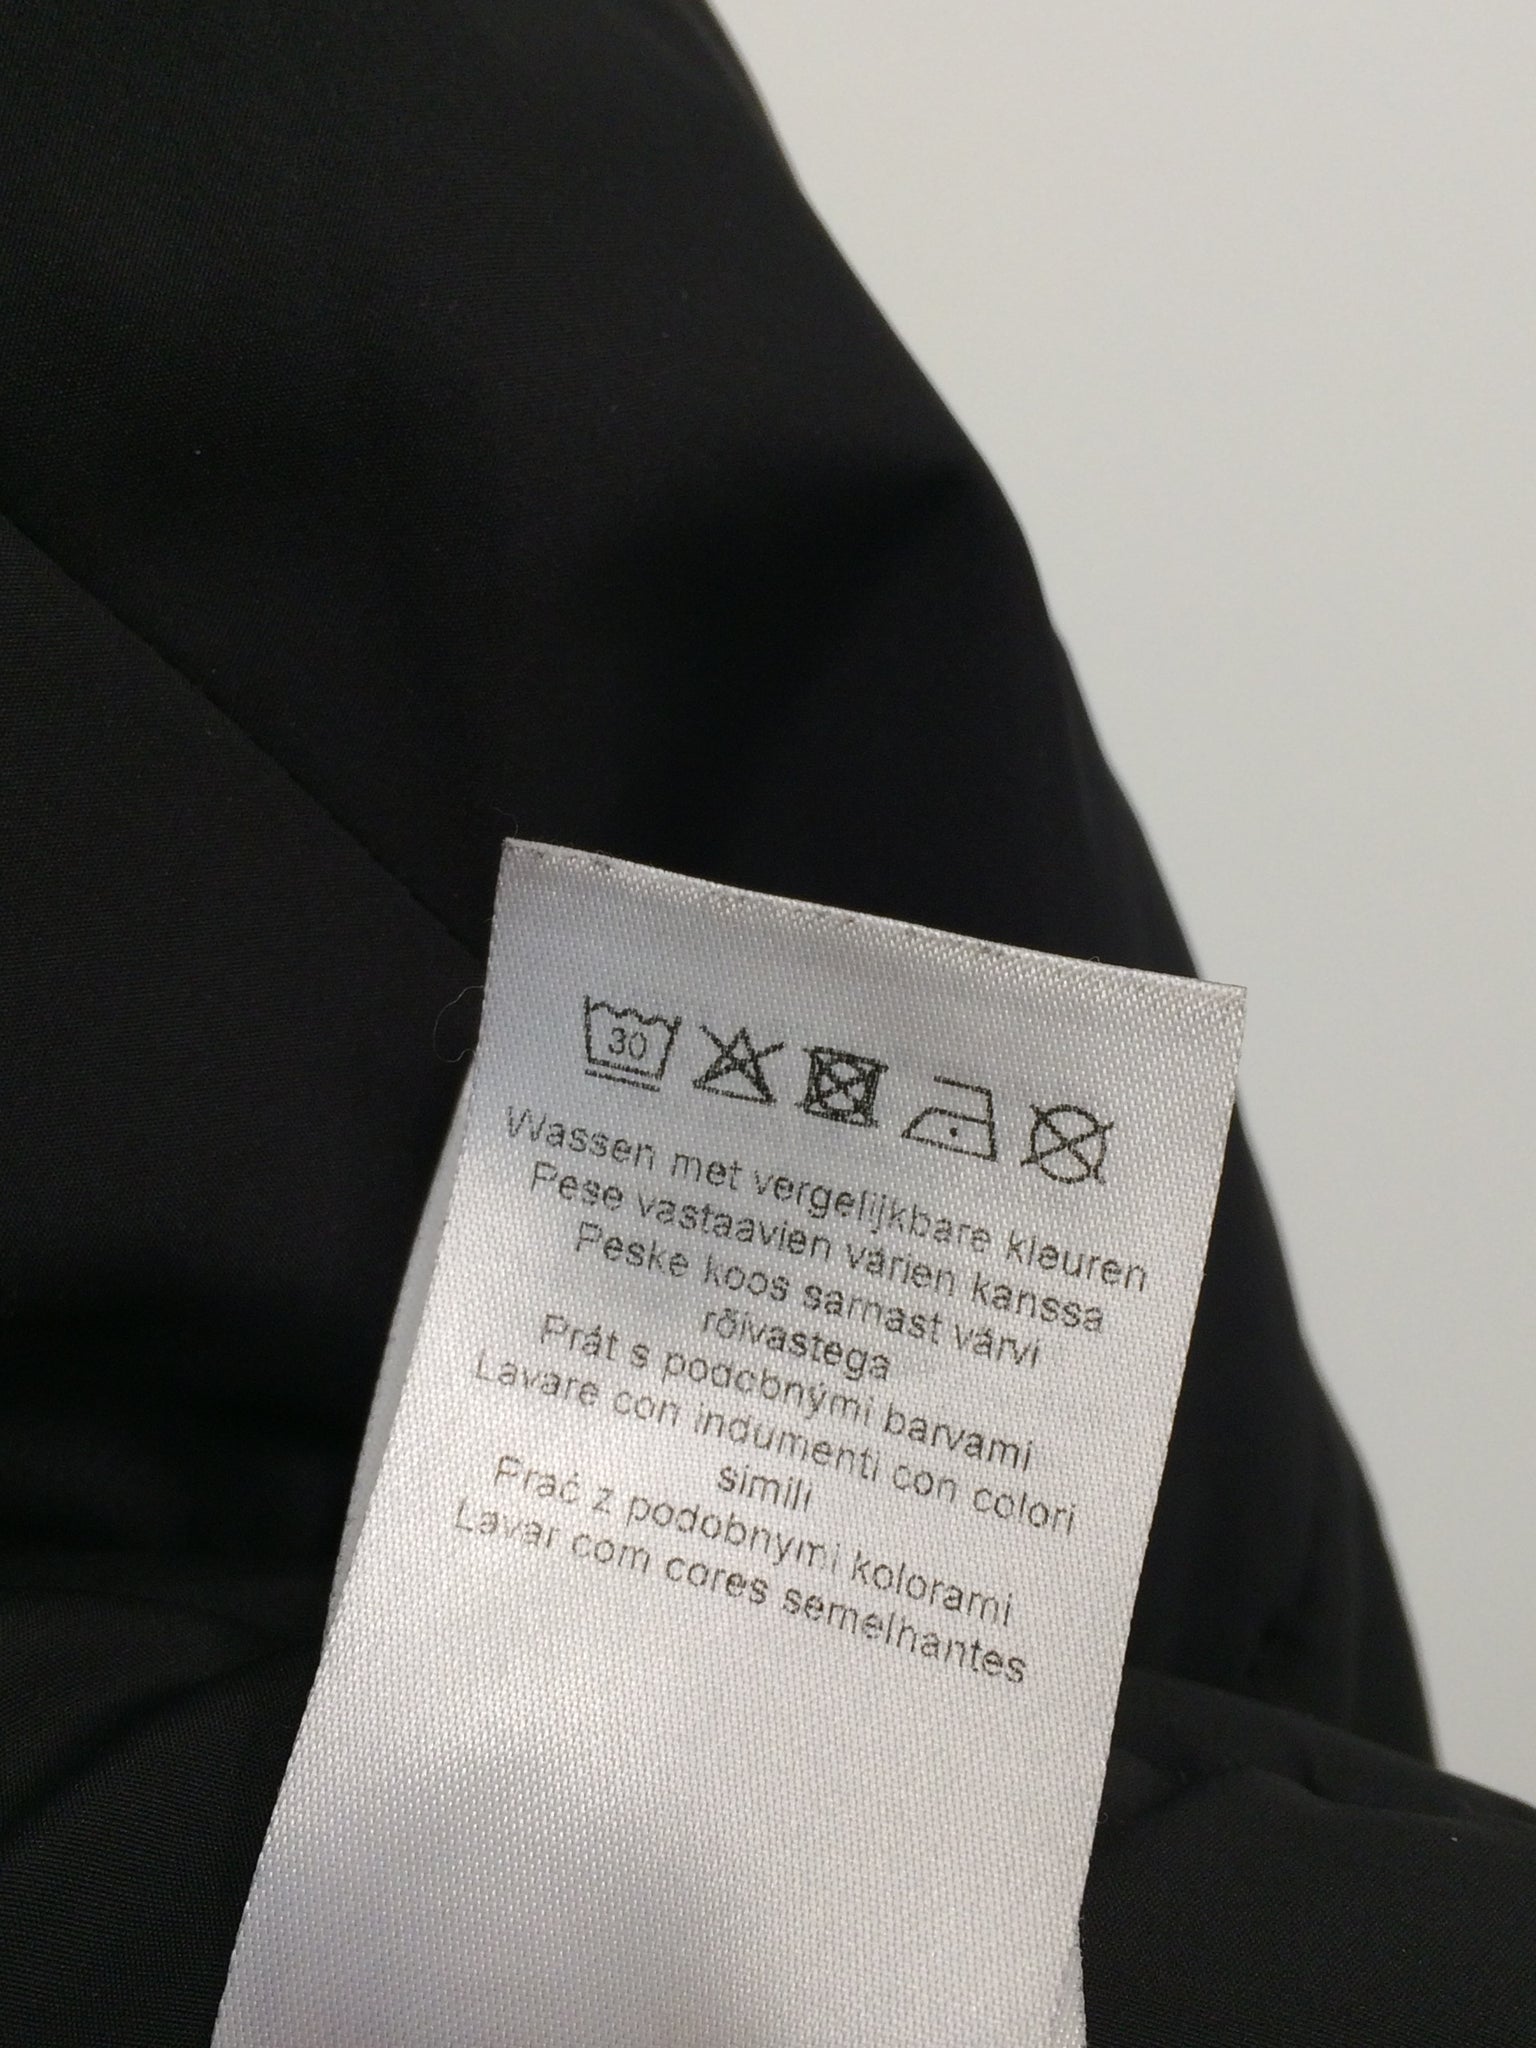 30
Wassen met vergelijkbare kleuren
Pese vastaavien värien kanssa
Peske koos sarnast värvi
rõivastega
Prát s podobnými barvami
Lavare con indumenti con colori
simili
Prać z podobnymi kolorami
Lavar com cores semelhantes